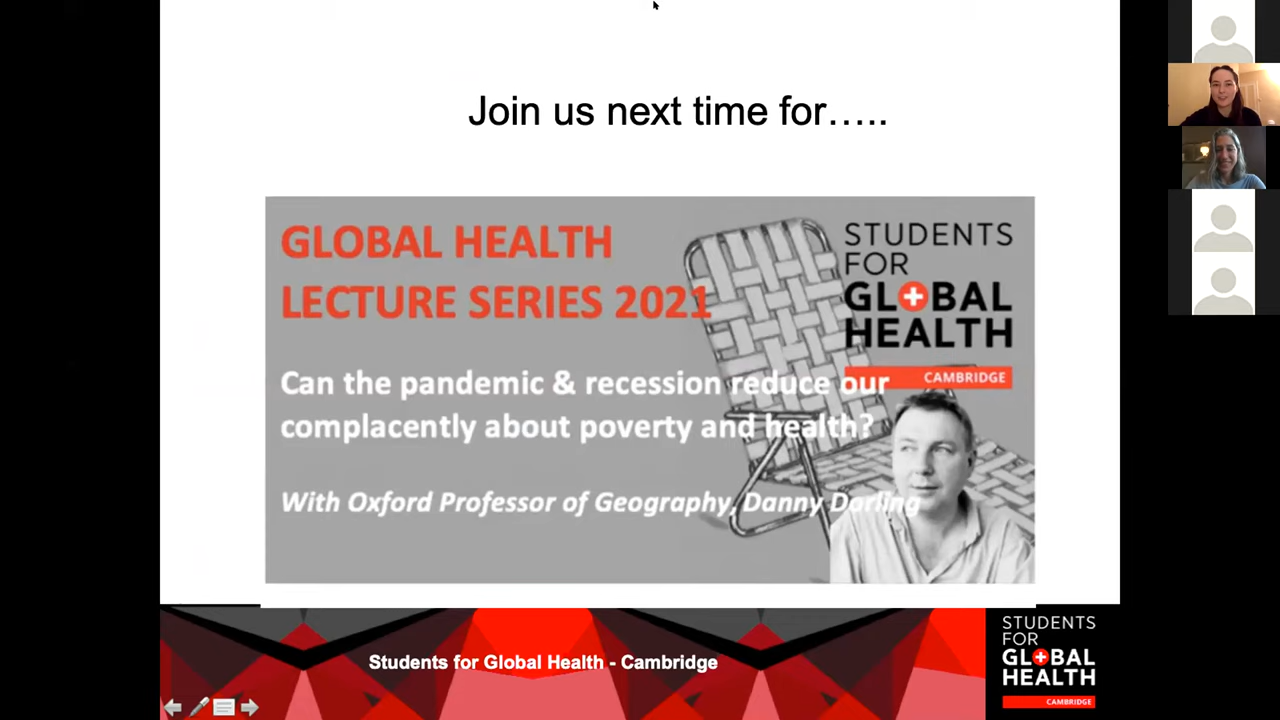 Join us next time for.....
GLOBAL HEALTH
LECTURE SERIES 2021
Can the pandemic & recession reduce our
complacently about poverty and health?
With Oxford Professor of Geography, Danny Dorling
STUDENTS
FOR
GLOBAL
HEALTH
CAMBRIDGE
Students for Global Health - Cambridge
STUDENTS
FOR
GLOBAL
HEALTH
CAMBRIDGE